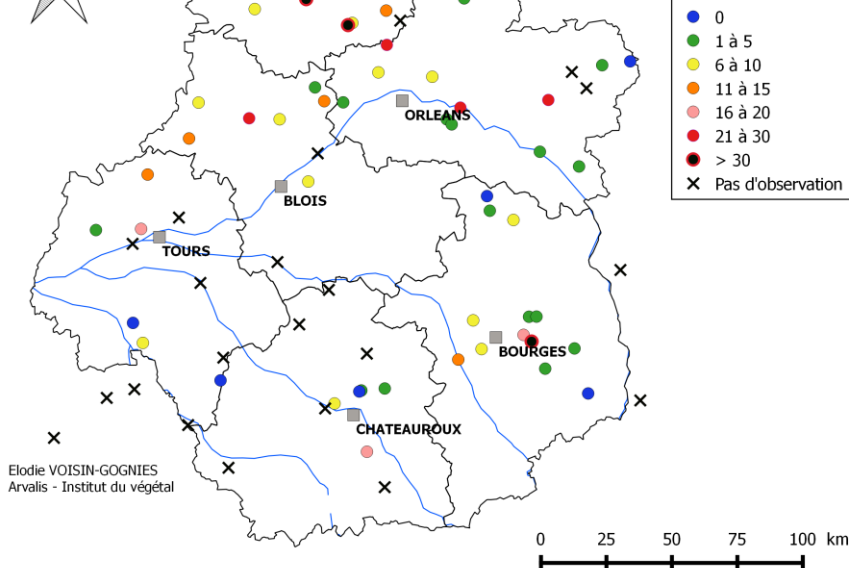 0
1 à 5
6 à 10
11 à 15
16 à 20
21 à 30
> 30
Pas d'observation
ORLEANS
BLOIS
TOURS
BOURGES
CHATEAUROUX
Elodie VOISIN-GOGNIES
Arvalis - Institut du végétal
0 25 50 75 100 km